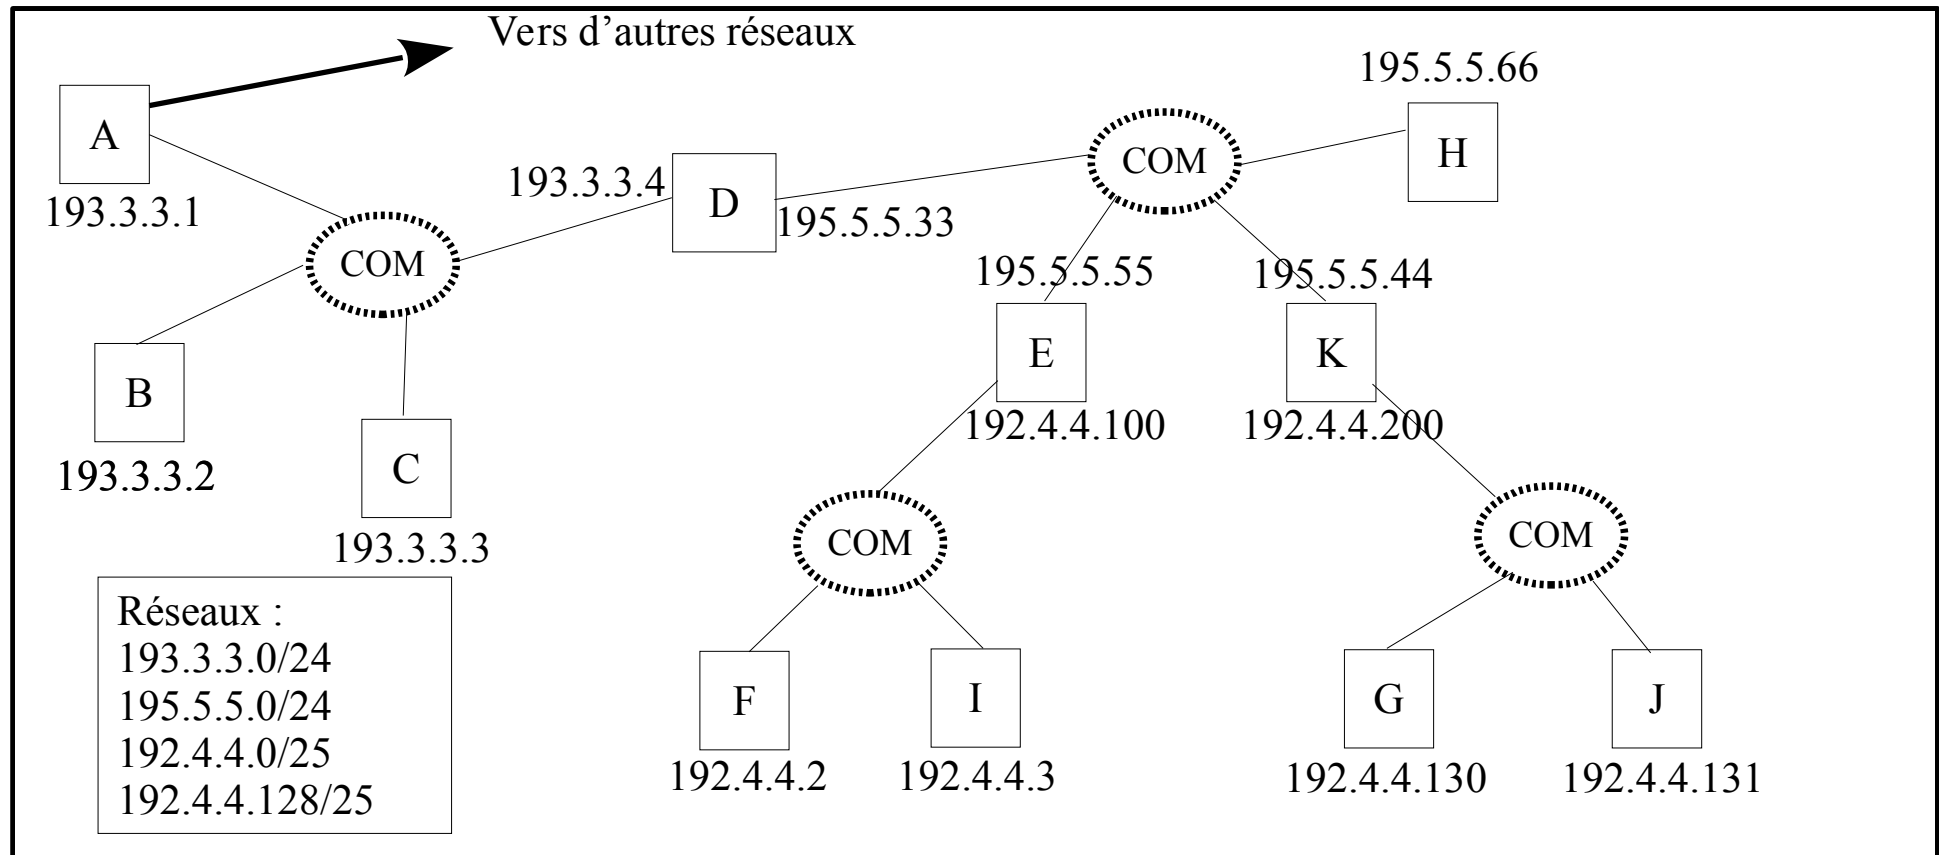 Vers d’autres réseaux
195.5.5.66
A
COM
H
193.3.3.4
D
193.3.3.1
195.5.5.33
COM
195.5.5.55
195.5.5.44
E
K
B
192.4.4.100
192.4.4.200
C
193.3.3.2
193.3.3.3
COM
COM
Réseaux :
193.3.3.0/24
195.5.5.0/24
192.4.4.0/25
192.4.4.128/25
F
I
G
J
192.4.4.2
192.4.4.3
192.4.4.130
192.4.4.131